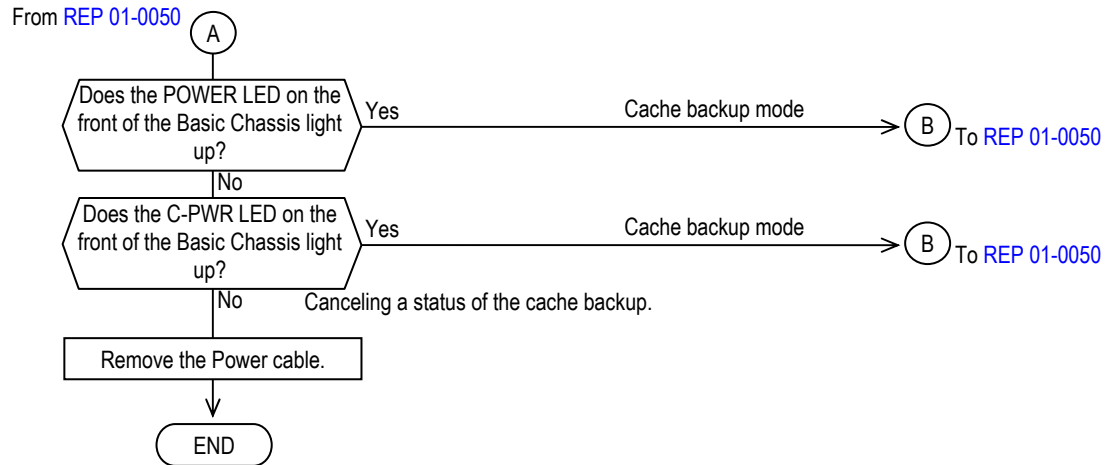 From REP 01-0050
A
Does the POWER LED on the
front of the Basic Chassis light
up?
Yes
Cache backup mode
B
To REP 01-0050
No
Does the C-PWR LED on the
front of the Basic Chassis light
up?
Yes
Cache backup mode
B
To REP 01-0050
No
Canceling a status of the cache backup.
Remove the Power cable.
END